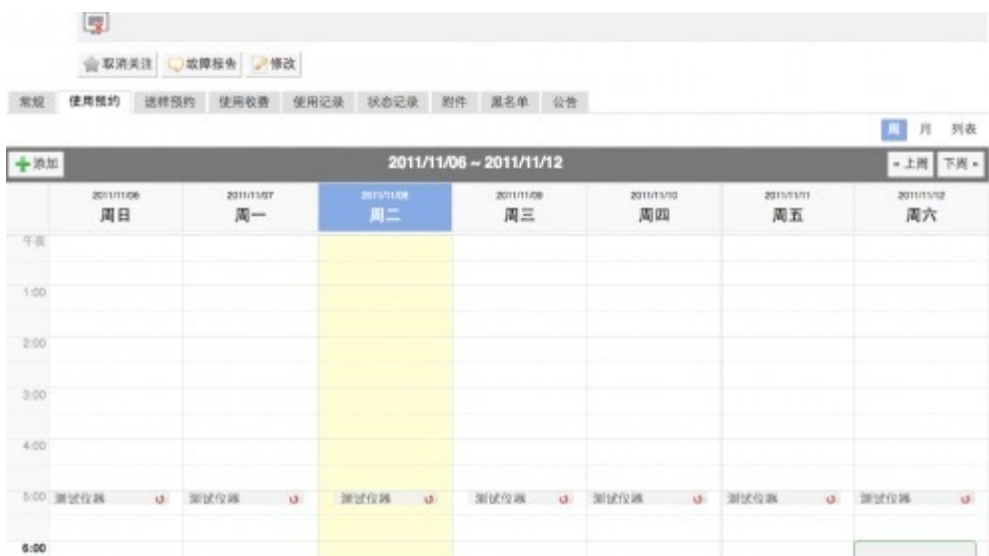 取消关注 故障报告 修改
常规 使用预约 送样预约 使用收费 使用记录 状态记录 附件 黑名单 公告
周 月 列表
添加 2011/11/06 ~ 2011/11/12 « 上周 下周 »
2011/11/06 2011/11/07 2011/11/08 2011/11/09 2011/11/10 2011/11/11 2011/11/12
周日 周一 周二 周三 周四 周五 周六
午夜
1:00
2:00
3:00
4:00
5:00 测试仪器 测试仪器 测试仪器 测试仪器 测试仪器 测试仪器 测试仪器
6:00